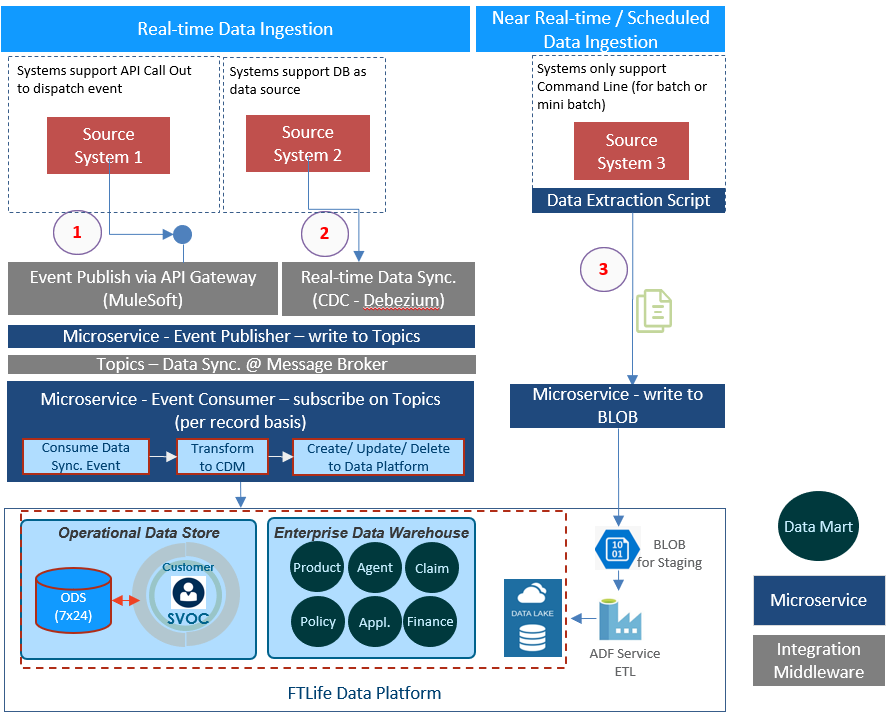 Real-time Data Ingestion
Near Real-time / Scheduled
Data Ingestion
Systems support API Call Out
to dispatch event
Systems support DB as
data source
Systems only support
Command Line (for batch or
mini batch)
Source
System 1
Source
System 2
Source
System 3
Data Extraction Script
1
2
3
Event Publish via API Gateway
(MuleSoft)
Real-time Data Sync.
(CDC - Debezium)
Microservice - Event Publisher – write to Topics
Topics – Data Sync. @ Message Broker
Microservice - Event Consumer – subscribe on Topics
(per record basis)
Consume Data
Sync. Event
Transform
to CDM
Create/ Update/ Delete
to Data Platform
Microservice - write to
BLOB
Operational Data Store
ODS
(7x24)
Customer
SVOC
Enterprise Data Warehouse
Product
Agent
Claim
Policy
Appl.
Finance
DATA LAKE
10
01
BLOB
for Staging
ADF Service
ETL
FTLife Data Platform
Data Mart
Microservice
Integration
Middleware